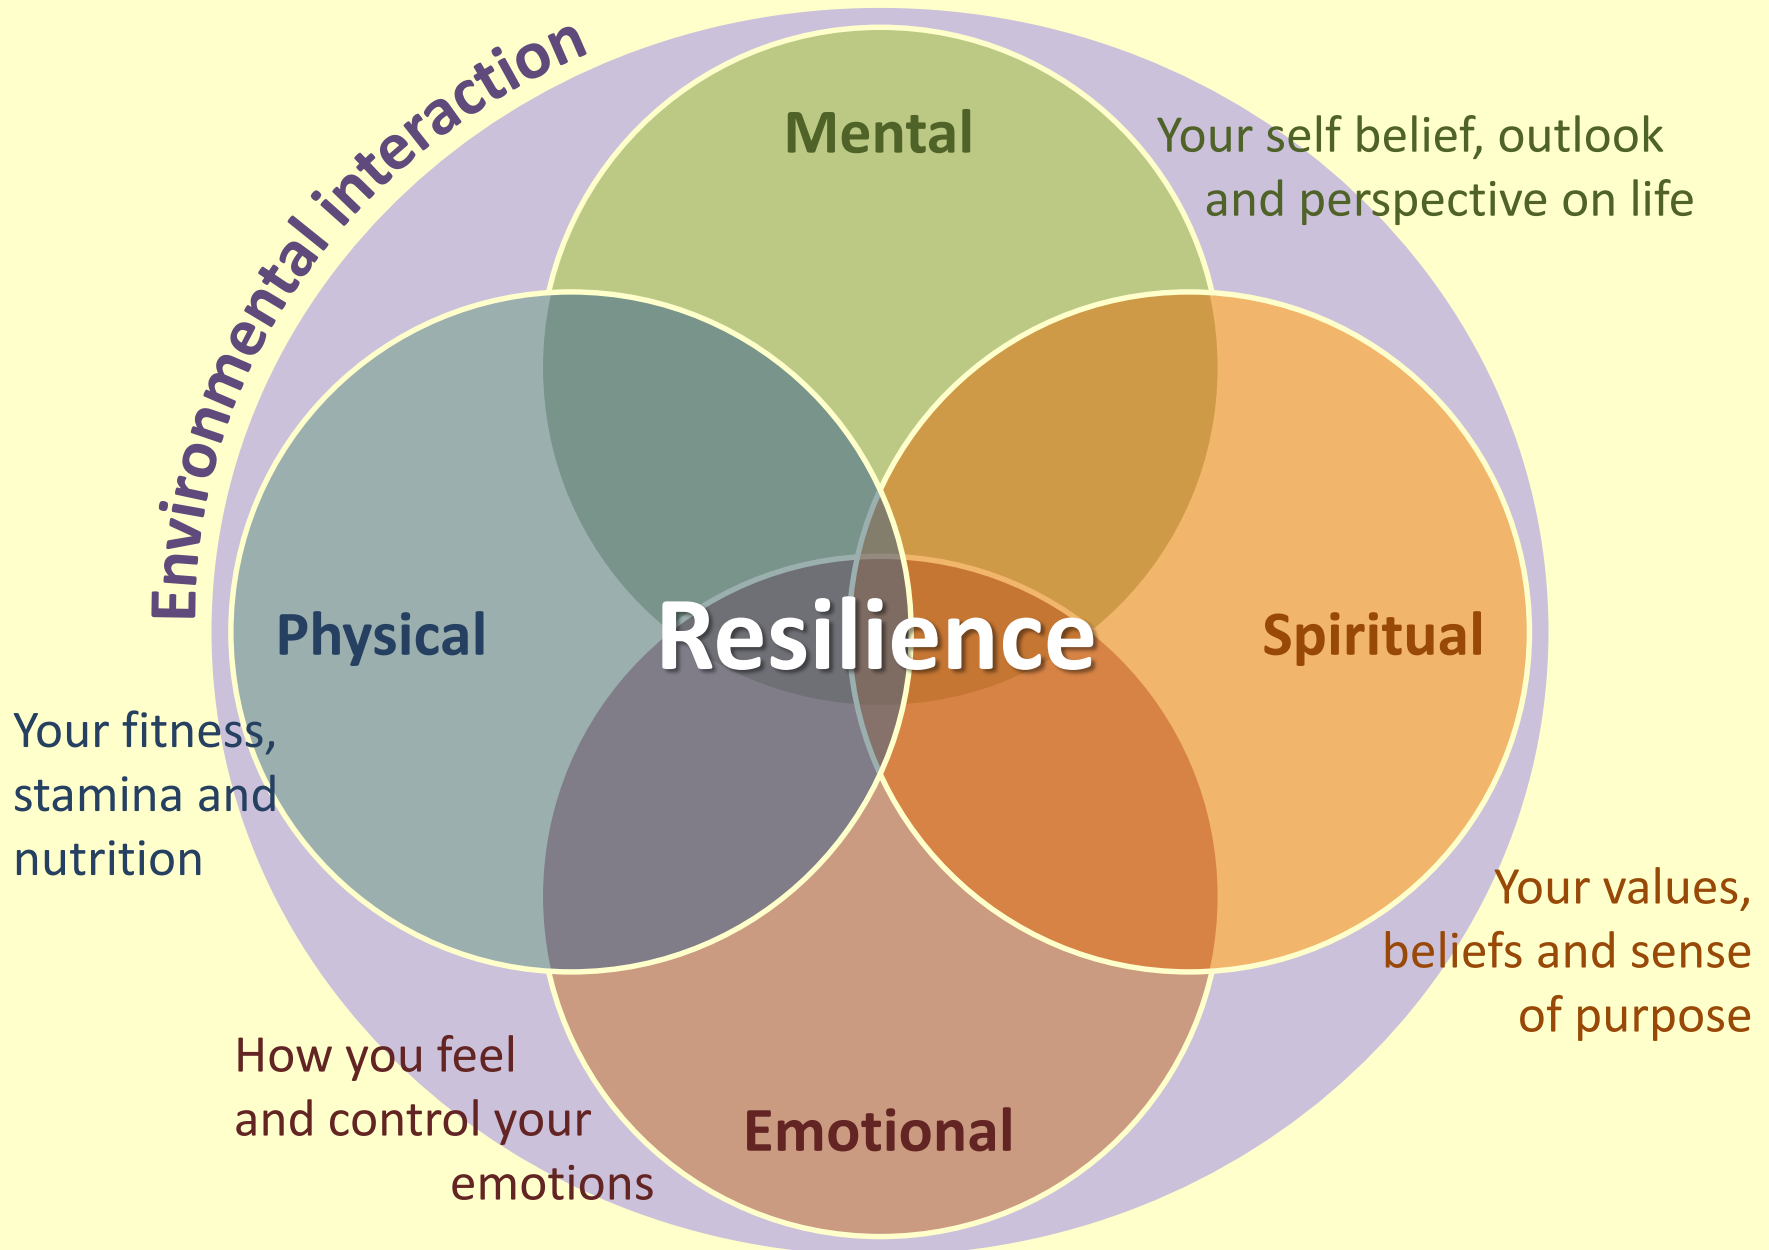 Environmental interaction
Mental
Your self belief, outlook
and perspective on life
Physical
Resilience
Spiritual
Your fitness,
stamina and
nutrition
Your values,
beliefs and sense
of purpose
How you feel
and control your
emotions
Emotional